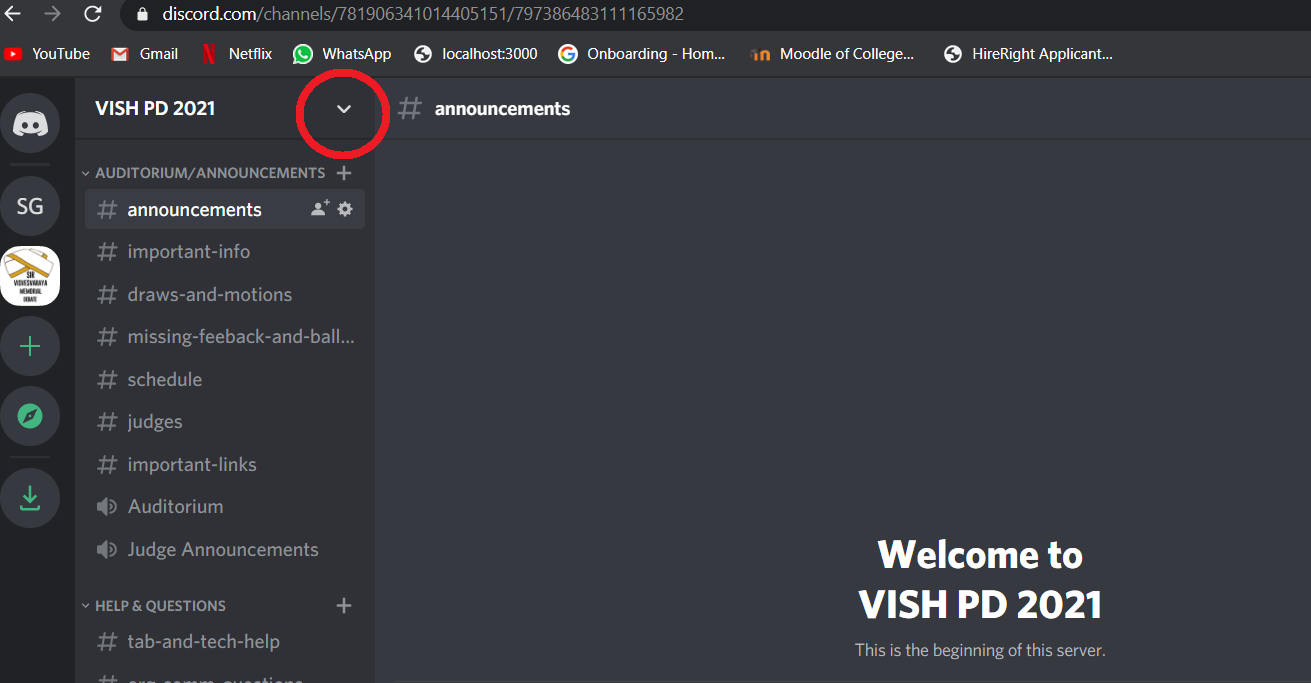 discord.com/channels/781906341014405151/797386483111165982
YouTube Gmail Netflix WhatsApp localhost:3000 Onboarding - Hom... Moodle of College... HireRight Applicant...
VISH PD 2021
announcements
AUDITORIUM/ANNOUNCEMENTS
announcements
SG
important-info
SIR
VISVESVARAYA
MEMORIAL
DEBATE
draws-and-motions
missing-feeback-and-ball...
schedule
judges
important-links
Auditorium
Judge Announcements
Welcome to
VISH PD 2021
HELP & QUESTIONS
tab-and-tech-help
This is the beginning of this server.